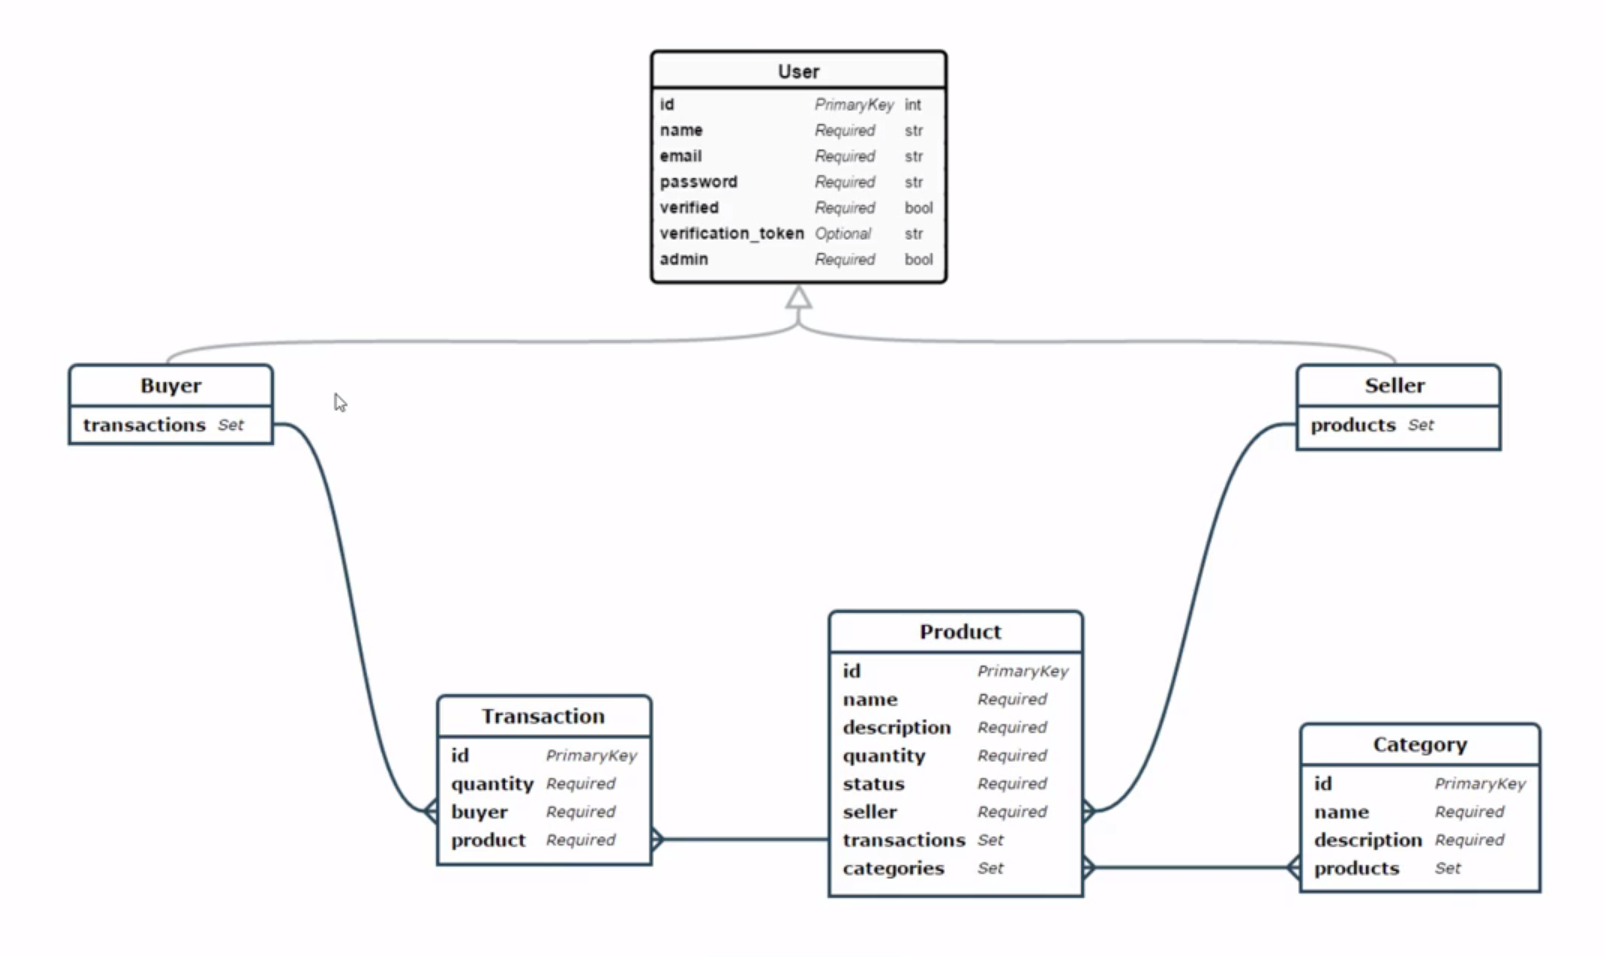 User
id PrimaryKey int
name Required str
email Required str
password Required str
verified Required bool
verification_token Optional str
admin Required bool
Buyer
transactions Set
Seller
products Set
Transaction
id PrimaryKey
quantity Required
buyer Required
product Required
Product
id PrimaryKey
name Required
description Required
quantity Required
status Required
seller Required
transactions Set
categories Set
Category
id PrimaryKey
name Required
description Required
products Set